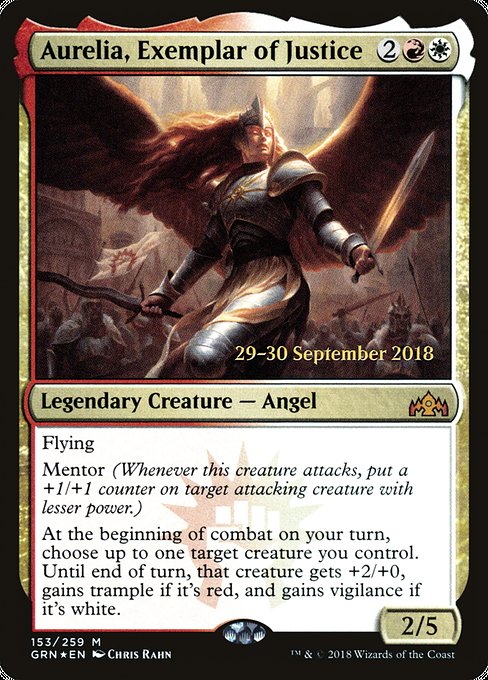 Aurelia, Exemplar of Justice 2
29–30 September 2018
Legendary Creature — Angel
Flying
Mentor (Whenever this creature attacks, put a
+1/+1 counter on target attacking creature with
lesser power.)
At the beginning of combat on your turn,
choose up to one target creature you control.
Until end of turn, that creature gets +2/+0,
gains trample if it's red, and gains vigilance if
it's white.
2/5
153/259 M
GRN★EN Chris Rahn
™ & © 2018 Wizards of the Coast